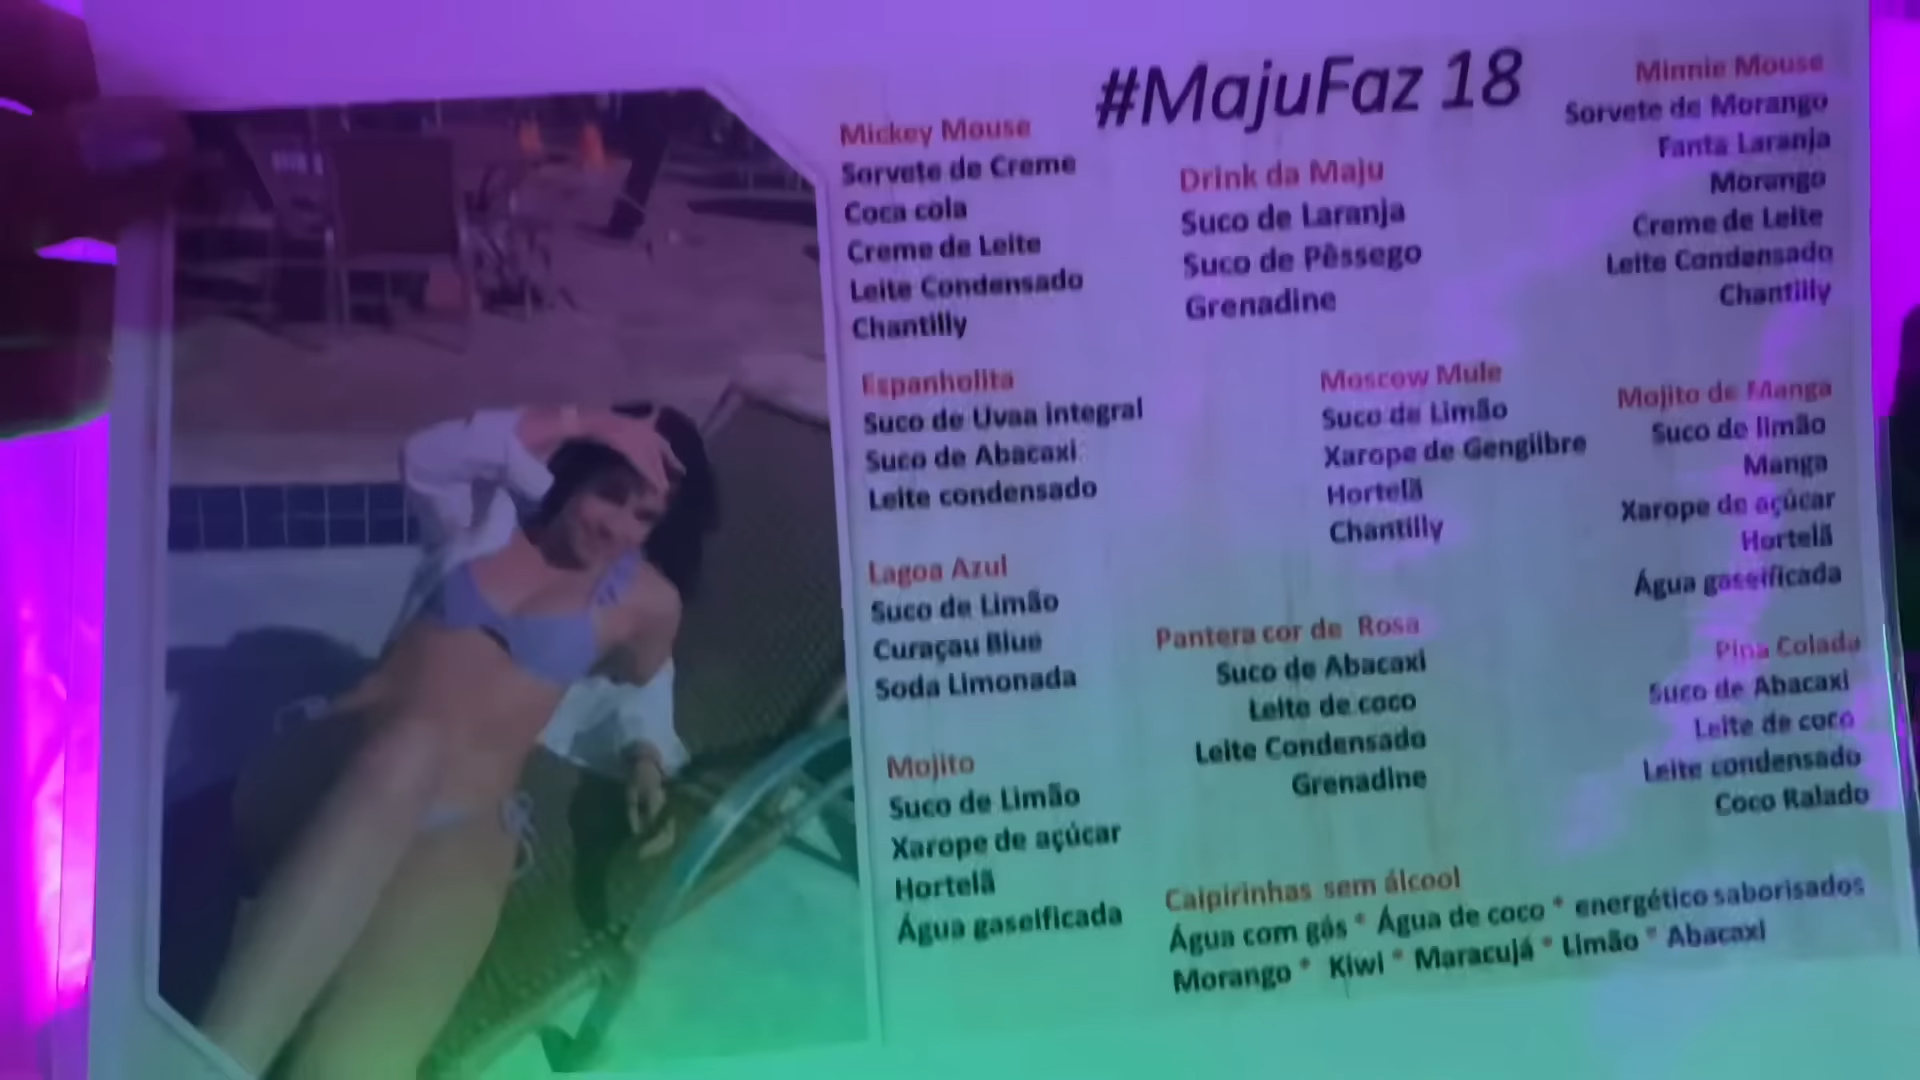 #MajuFaz 18
Mickey Mouse
Sorvete de Creme
Coca cola
Creme de Leite
Leite Condensado
Chantilly
Drink da Maju
Suco de Laranja
Suco de Pêssego
Grenadine
Minnie Mouse
Sorvete de Morango
Fanta Laranja
Morango
Creme de Leite
Leite Condensado
Chantilly
Espanholita
Suco de Uvaa integral
Suco de Abacaxi
Leite condensado
Moscow Mule
Suco de Limão
Xarope de Gengiibre
Hortelã
Chantilly
Mojito de Manga
Suco de limão
Manga
Xarope de açúcar
Hortelã
Água gaseificada
Lagoa Azul
Suco de Limão
Curaçau Blue
Soda Limonada
Pantera cor de Rosa
Suco de Abacaxi
Leite de coco
Leite Condensado
Grenadine
Pina Colada
Suco de Abacaxi
Leite de coco
Leite condensado
Coco Ralado
Mojito
Suco de Limão
Xarope de açúcar
Hortelã
Água gaseificada
Caipirinhas sem álcool
Água com gás * Água de coco * energético saborisados
Morango * Kiwi * Maracujá * Limão * Abacaxi